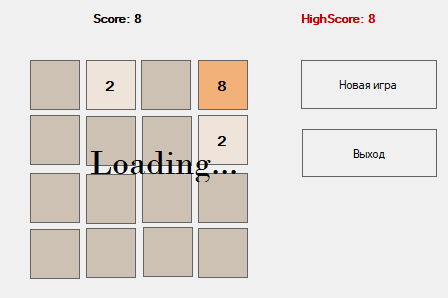 Score: 8
HighScore: 8
2
8
Новая игра
2
Loading...
Выход